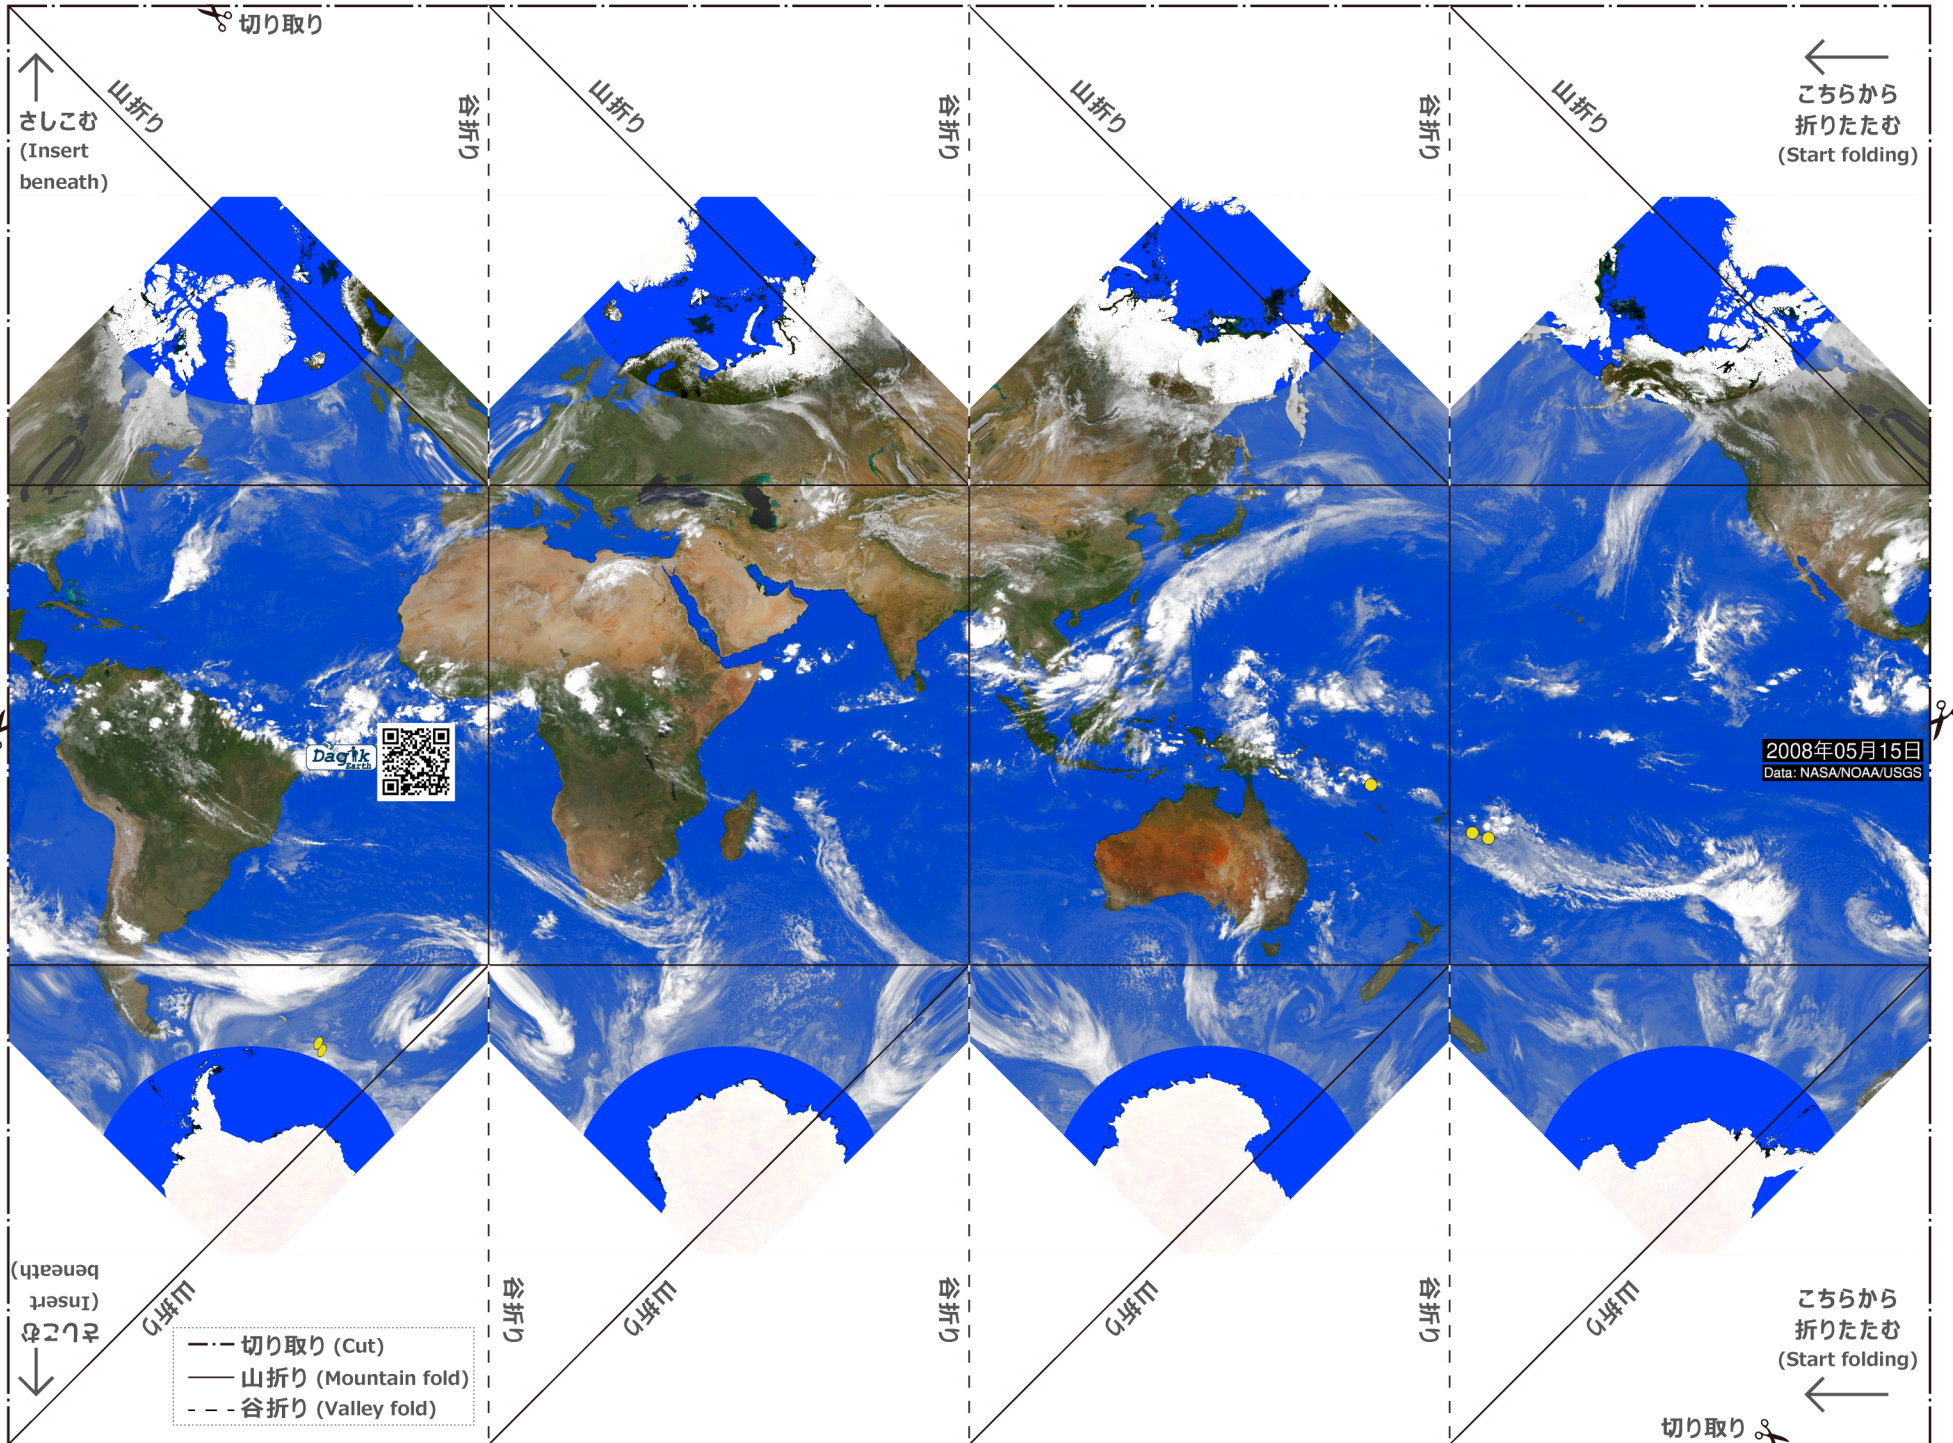 切り取り
さしこむ
(Insert
beneath)
山折り
谷折り
山折り
谷折り
山折り
谷折り
山折り
こちらから
折りたたむ
(Start folding)
Dagik
Earth
2008年05月15日
Data: NASA/NOAA/USGS
さしこむ
(Insert
beneath)
山折り
谷折り
山折り
谷折り
山折り
谷折り
山折り
こちらから
折りたたむ
(Start folding)
切り取り (Cut)
山折り (Mountain fold)
谷折り (Valley fold)
切り取り